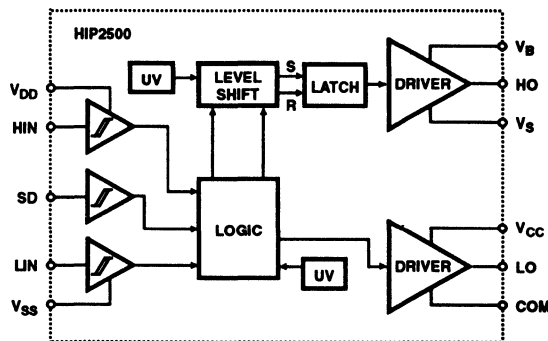 HIP2500
V_DD
HIN
SD
LIN
V_SS
UV
LEVEL
SHIFT
S
R
LATCH
DRIVER
V_B
HO
V_S
LOGIC
UV
DRIVER
V_CC
LO
COM